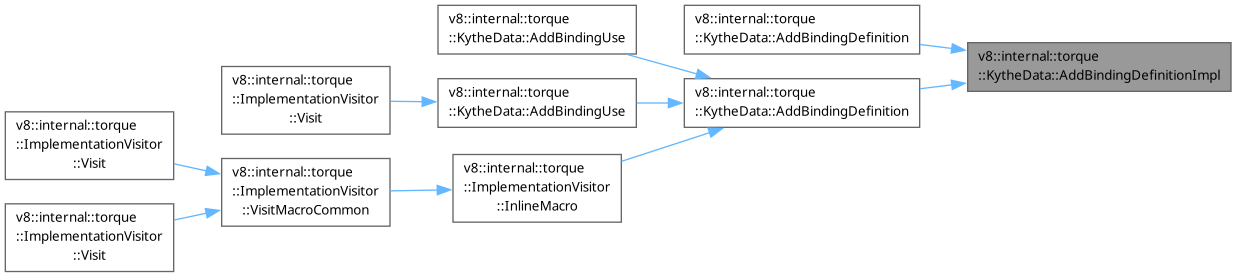 v8::internal::torque
::KytheData::AddBindingUse
v8::internal::torque
::KytheData::AddBindingDefinition
v8::internal::torque
::KytheData::AddBindingDefinitionImpl
v8::internal::torque
::ImplementationVisitor
::Visit
v8::internal::torque
::KytheData::AddBindingUse
v8::internal::torque
::KytheData::AddBindingDefinition
v8::internal::torque
::ImplementationVisitor
::Visit
v8::internal::torque
::ImplementationVisitor
::VisitMacroCommon
v8::internal::torque
::ImplementationVisitor
::InlineMacro
v8::internal::torque
::ImplementationVisitor
::Visit